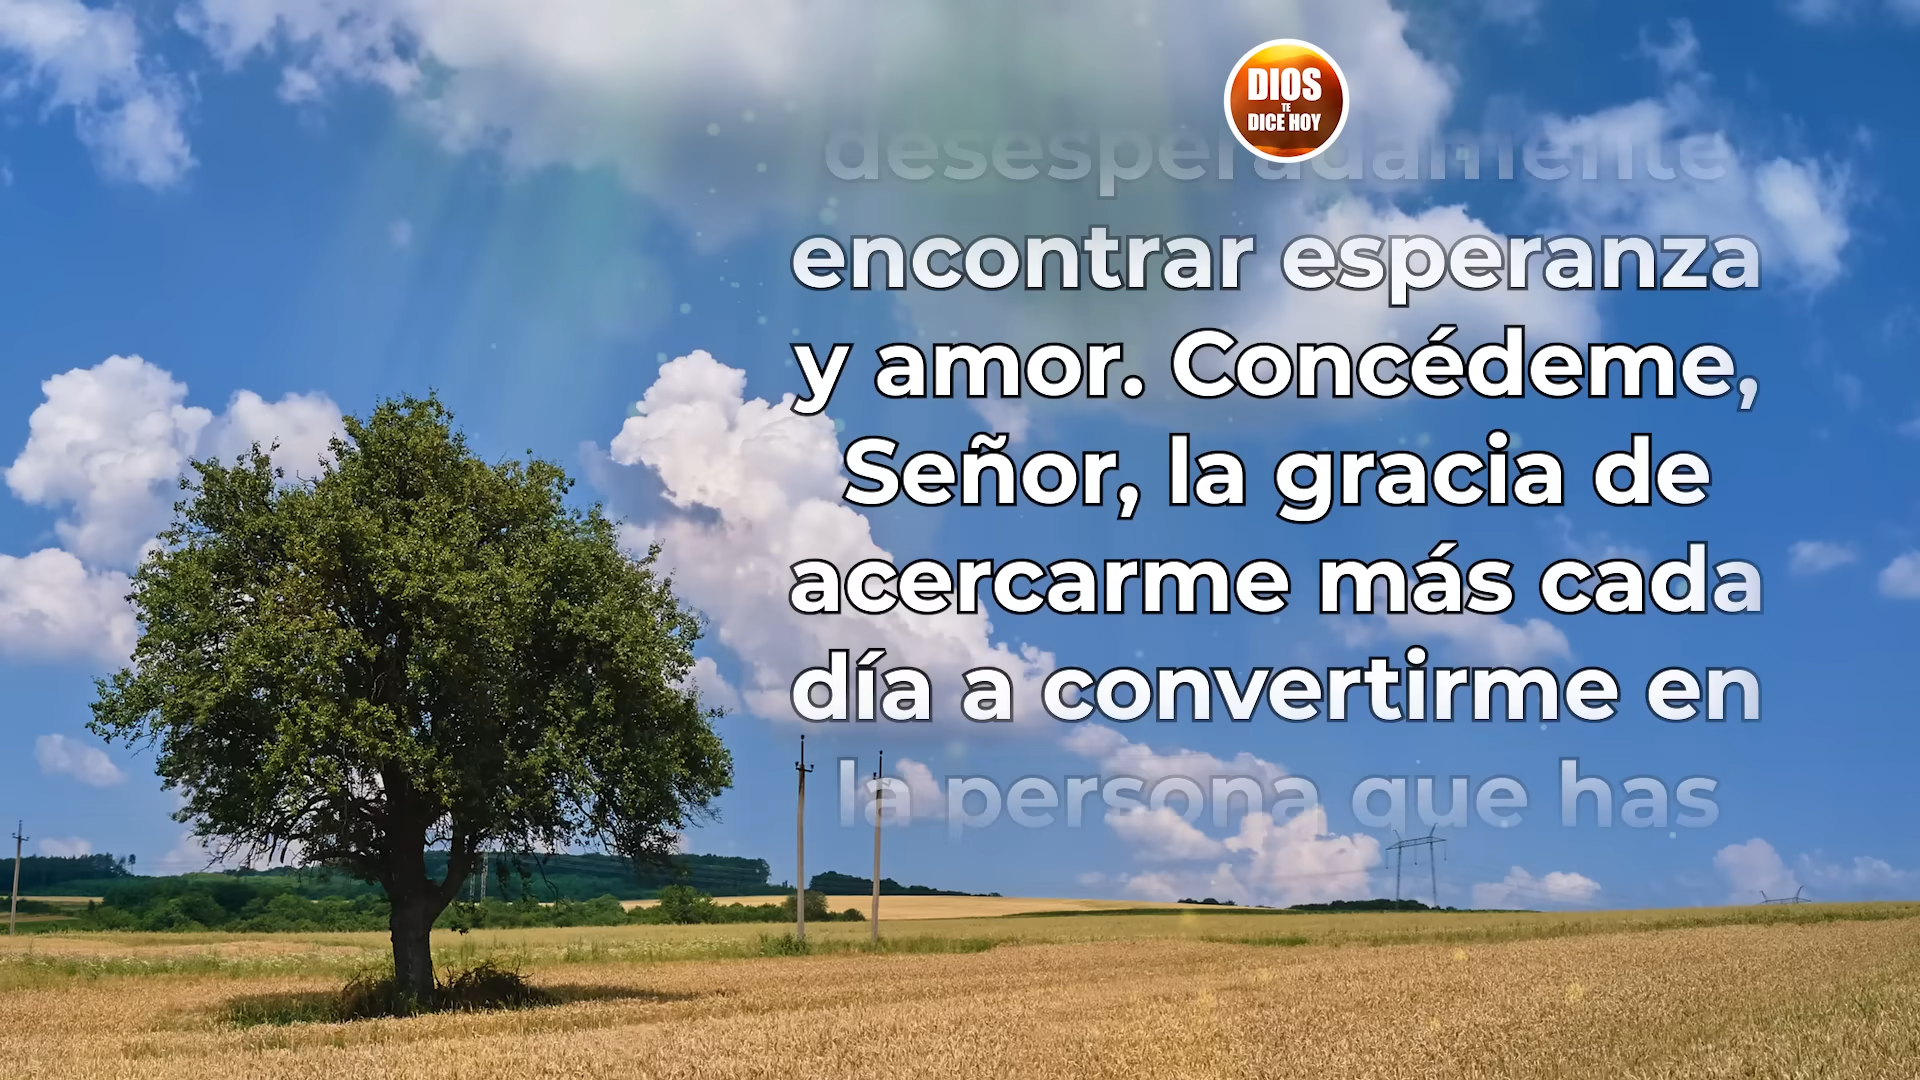 DIOS
TE
DICE HOY
desesperadamente
encontrar esperanza
y amor. Concédeme,
Señor, la gracia de
acercarme más cada
día a convertirme en
la persona que has